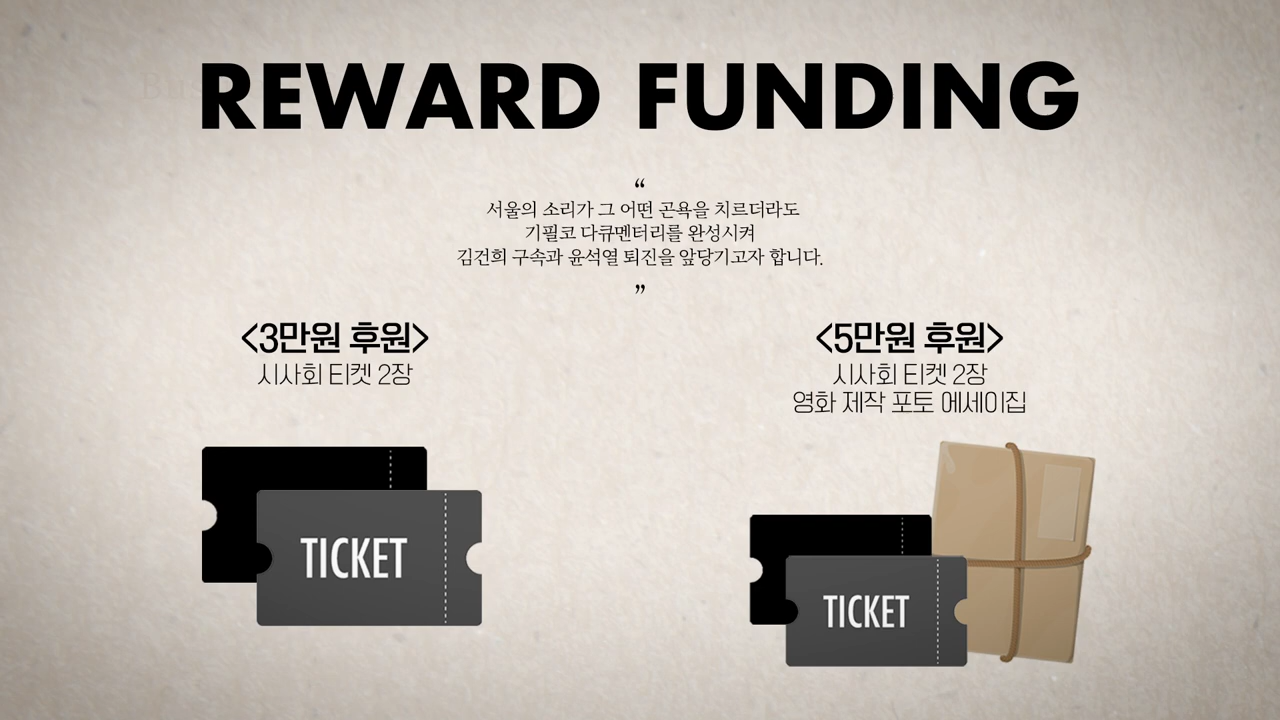 REWARD FUNDING
“
서울의 소리가 그 어떤 곤욕을 치르더라도
기필코 다큐멘터리를 완성시켜
김건희 구속과 윤석열 퇴진을 앞당기고자 합니다.
”
<3만원 후원>
시사회 티켓 2장
<5만원 후원>
시사회 티켓 2장
영화 제작 포토 에세이집
TICKET
TICKET